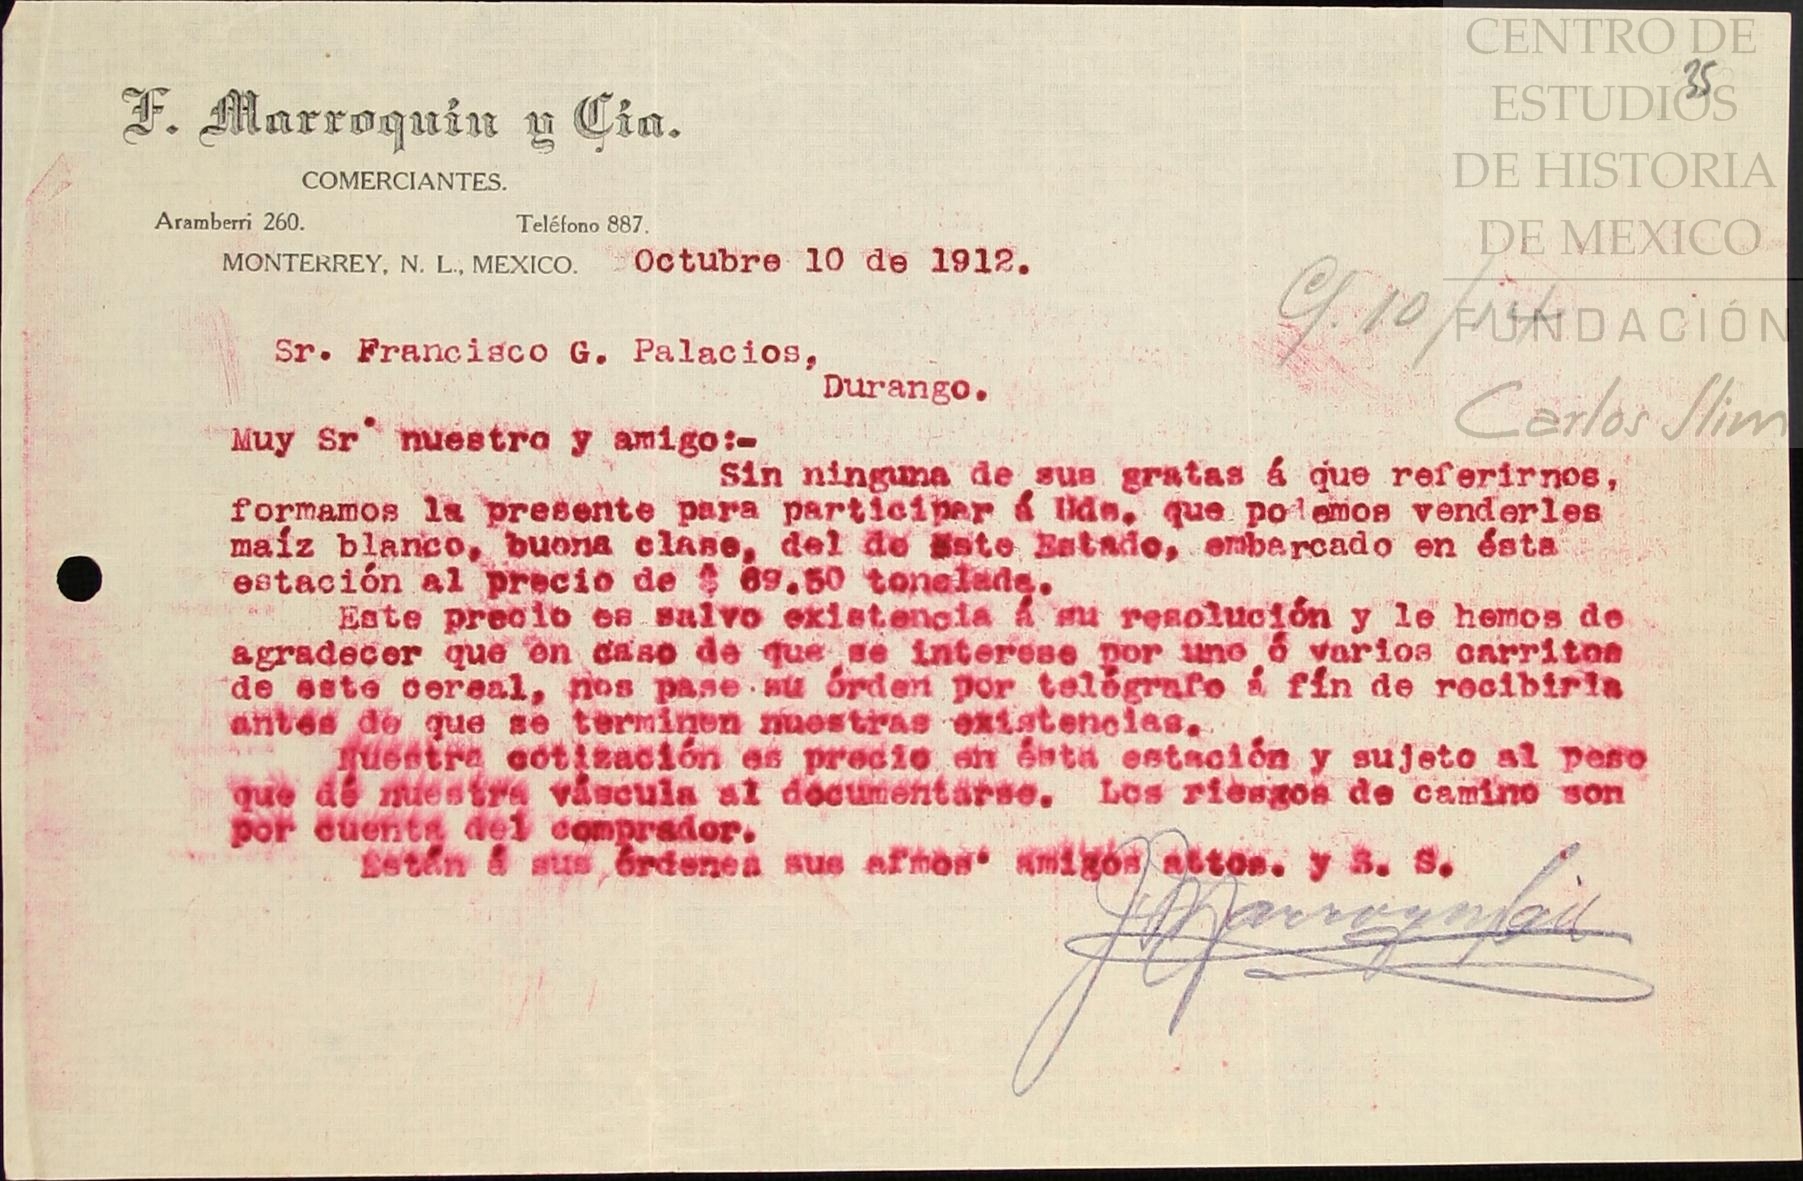 CENTRO DE
ESTUDIOS
DE HISTORIA
DE MEXICO
FUNDACIÓN
Carlos Slim
35
F. Marroquín y Cía.
COMERCIANTES.
Aramberri 260. Teléfono 887.
MONTERREY, N. L., MEXICO. Octubre 10 de 1912.
C/. 10/14
Sr. Francisco G. Palacios,
Durango.
Muy Sr. nuestro y amigo:-
Sin ninguna de sus gratas á que referirnos,
formamos la presente para participar á Uds. que podemos venderles
maíz blanco, buena clase, del de este Estado, embarcado en ésta
estación al precio de $ 69.50 tonelada.
Este precio es salvo existencia á su resolución y le hemos de
agradecer que en caso de que se interese por uno ó varios carritos
de este cereal, nos pase su órden por telégrafo á fín de recibirla
antes de que se terminen nuestras existencias.
Nuestra cotización es precio en ésta estación y sujeto al peso
que dé nuestra váscula al documentarse. Los riesgos de camino son
por cuenta del comprador.
Están á sus órdenes sus afmos. amigos attos. y S. S.
F Marroquin y Cia